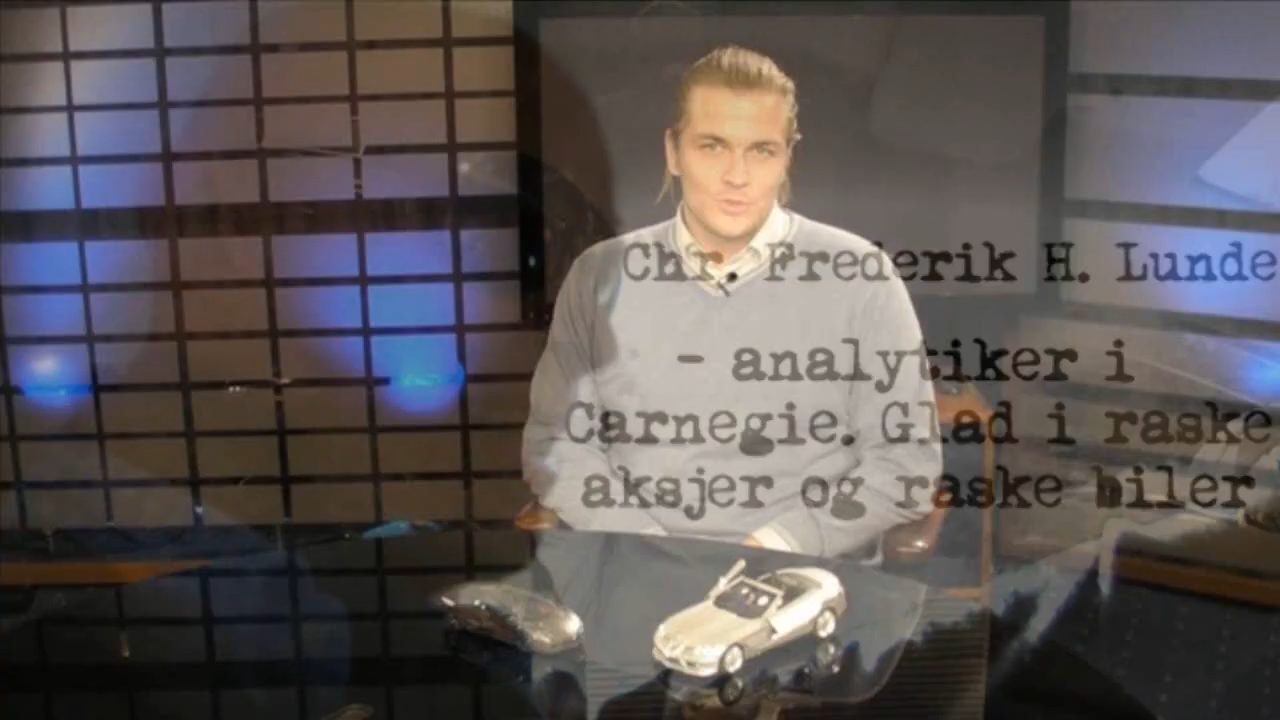 Chr. Frederik H. Lunde
- analytiker i
Carnegie. Glad i raske
aksjer og raske biler